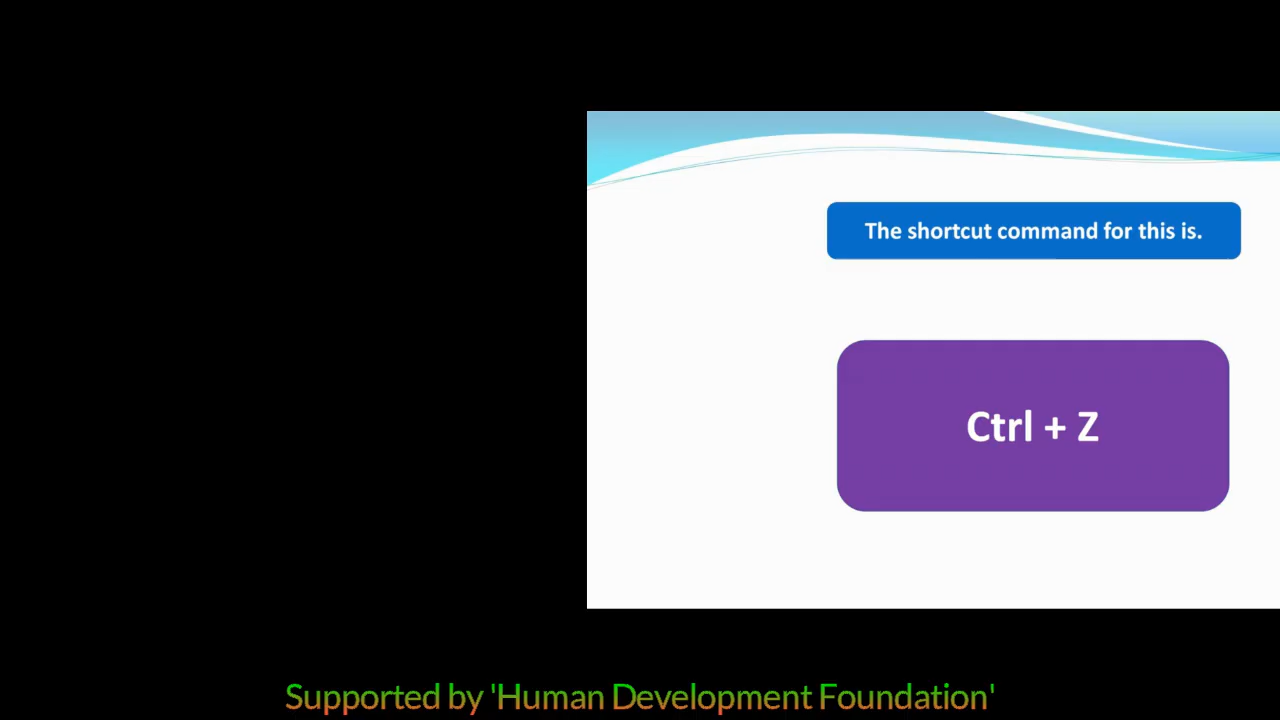 The shortcut command for this is.
Ctrl + Z
Supported by 'Human Development Foundation'